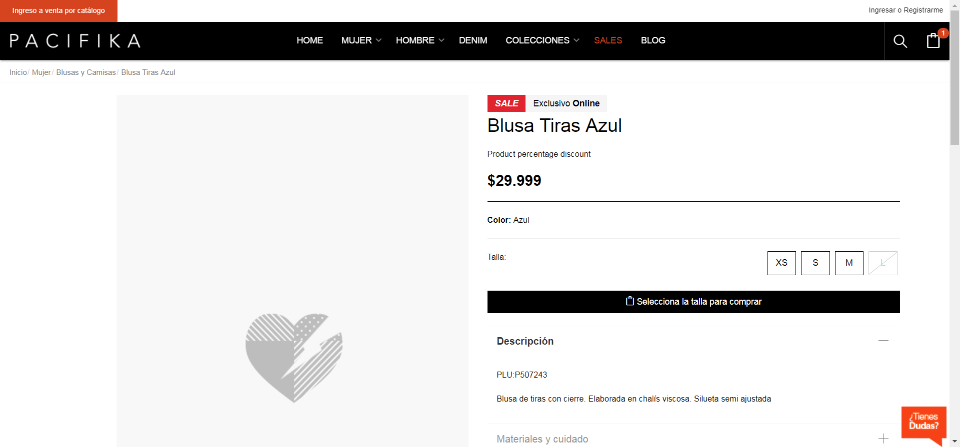 Ingreso a venta por catálogo
Ingresar o Registrarme
PACIFIKA
HOME MUJER HOMBRE DENIM COLECCIONES SALES BLOG
1
Inicio/ Mujer/ Blusas y Camisas/ Blusa Tiras Azul
SALE Exclusivo Online
Blusa Tiras Azul
Product percentage discount
$29.999
Color: Azul
Talla: XS S M L
Selecciona la talla para comprar
Descripción
PLU:P507243
Blusa de tiras con cierre. Elaborada en chalís viscosa. Silueta semi ajustada
Materiales y cuidado
¿Tienes
Dudas?